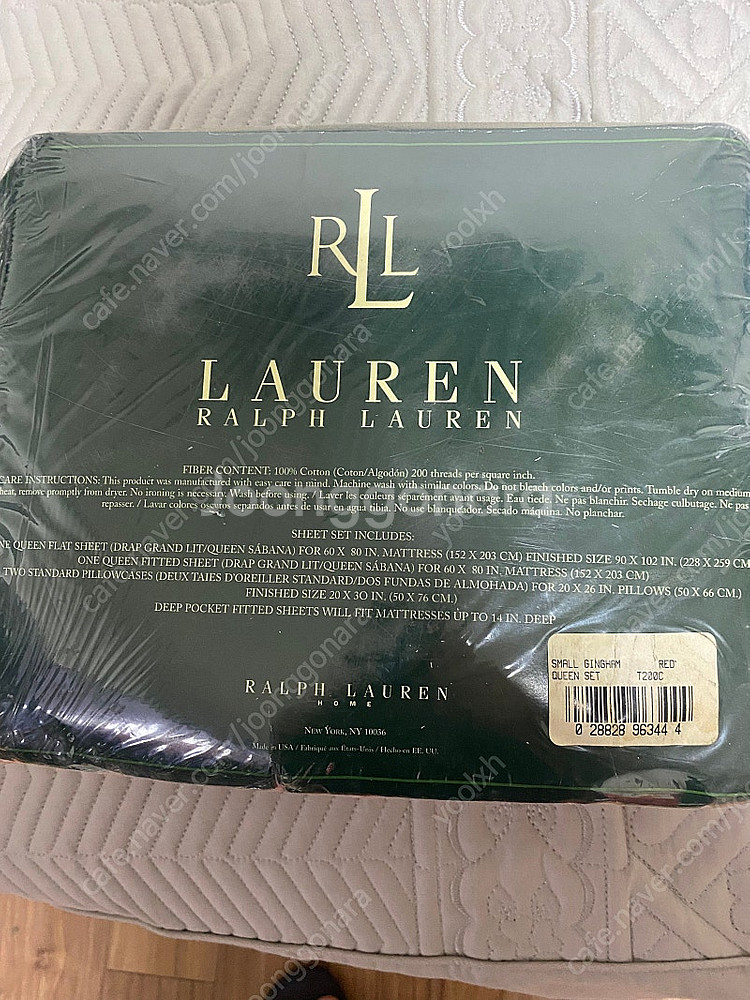 RLL
LAUREN
RALPH LAUREN
FIBER CONTENT: 100% Cotton (Coton/Algodón) 200 threads per square inch.
CARE INSTRUCTIONS: This product was manufactured with easy care in mind. Machine wash with similar colors. Do not bleach colors and/or prints. Tumble dry on medium
heat, remove promptly from dryer. No ironing is necessary. Wash before using. / Laver les couleurs séparément avant usage. Eau tiede. Ne pas blanchir. Sechage culbutage. Ne pas
repasser. / Lavar colores oscuros separados antes de usar en agua tibia. No use blanqueador. Secado máquina. No planchar.
SHEET SET INCLUDES:
ONE QUEEN FLAT SHEET (DRAP GRAND LIT/QUEEN SÁBANA) FOR 60 X 80 IN. MATTRESS (152 X 203 CM) FINISHED SIZE 90 X 102 IN. (228 X 259 CM
ONE QUEEN FITTED SHEET (DRAP GRAND LIT/QUEEN SÁBANA) FOR 60 X 80 IN. MATTRESS (152 X 203 CM)
TWO STANDARD PILLOWCASES (DEUX TAIES D'OREILLER STANDARD/DOS FUNDAS DE ALMOHADA) FOR 20 X 26 IN. PILLOWS (50 X 66 CM.)
FINISHED SIZE 20 X 30 IN. (50 X 76 CM.)
DEEP POCKET FITTED SHEETS WILL FIT MATTRESSES UP TO 14 IN. DEEP
SMALL GINGHAM RED
QUEEN SET T200C
0 28828 96344 4
RALPH LAUREN
HOME
NEW YORK, NY 10036
Made in USA / Fabriqué aux Etats-Unis / Hecho en EE. UU.
cafe.naver.com/joonggonara
yoolxh